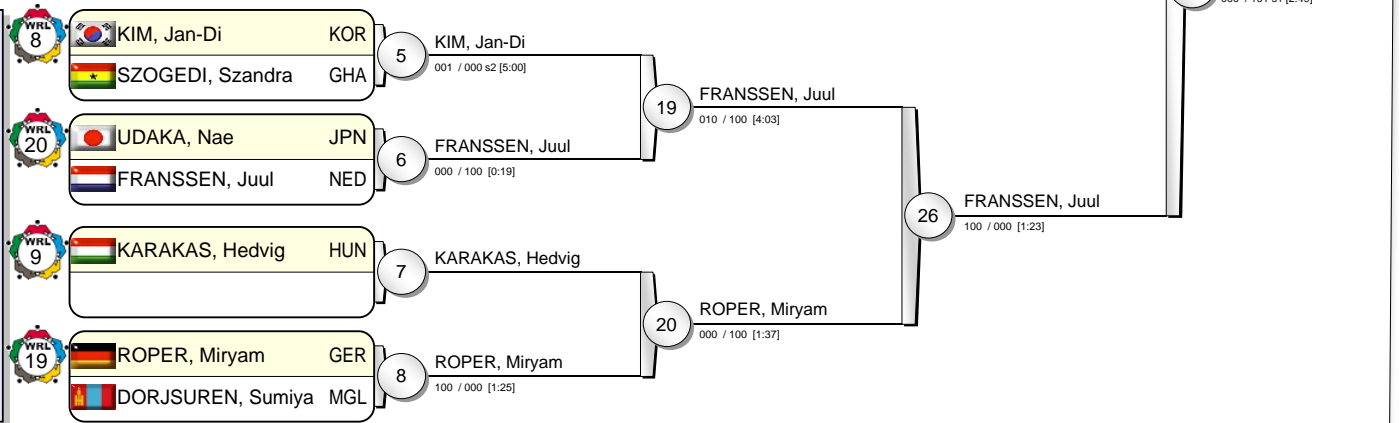 WRL
8
KIM, Jan-Di KOR
SZOGEDI, Szandra GHA
5
KIM, Jan-Di
001 / 000 s2 [5:00]
WRL
20
UDAKA, Nae JPN
FRANSSEN, Juul NED
6
FRANSSEN, Juul
000 / 100 [0:19]
19
FRANSSEN, Juul
010 / 100 [4:03]
WRL
9
KARAKAS, Hedvig HUN
7
KARAKAS, Hedvig
WRL
19
ROPER, Miryam GER
DORJSUREN, Sumiya MGL
8
ROPER, Miryam
100 / 000 [1:25]
20
ROPER, Miryam
000 / 100 [1:37]
26
FRANSSEN, Juul
100 / 000 [1:23]